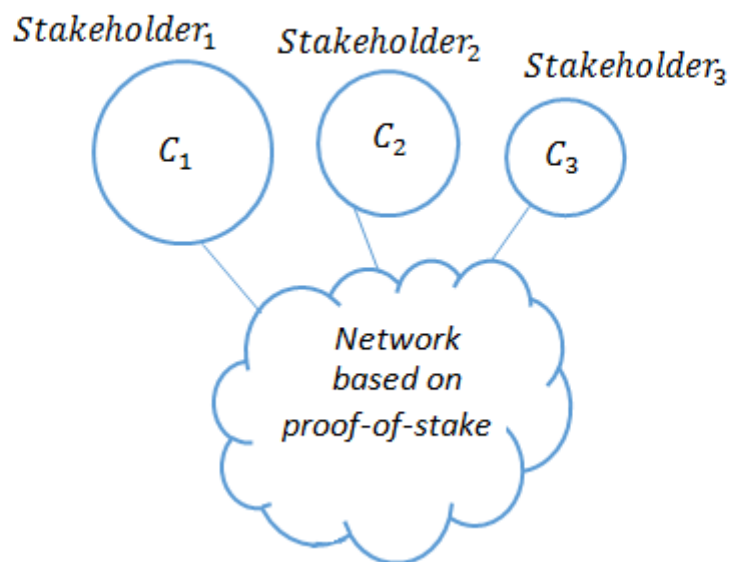 Stakeholder₁
Stakeholder₂
Stakeholder₃
C₁
C₂
C₃
Network
based on
proof-of-stake